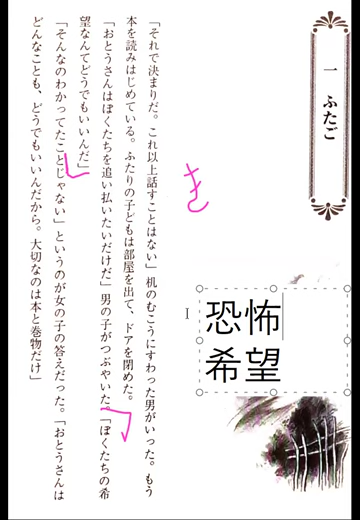 一 ふたご
恐怖
希望
き
「それで決まりだ。これ以上話すことはない」机のむこうにすわった男がいった。もう
本を読みはじめている。ふたりの子どもは部屋を出て、ドアを閉めた。
「おとうさんはぼくたちを追い払いたいだけだ」男の子がつぶやいた。「ぼくたちの希
望なんてどうでもいいんだ」
「そんなのわかってたことじゃない」というのが女の子の答えだった。「おとうさんは
どんなことも、どうでもいいんだから。大切なのは本と巻物だけ」